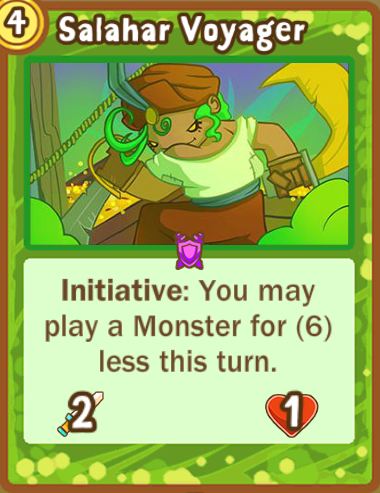 4
Salahar Voyager
Initiative: You may
play a Monster for (6)
less this turn.
2
1